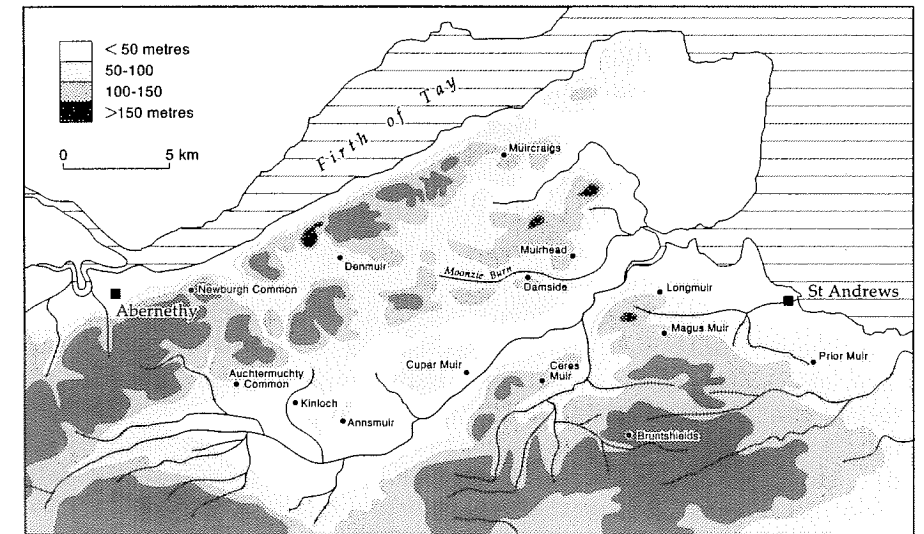 < 50 metres
50-100
100-150
>150 metres
0 5 km
Firth of Tay
Muircraigs
Muirhead
Denmuir
Moonzie Burn
Damside
Newburgh Common
Abernethy
Longmuir
St Andrews
Magus Muir
Prior Muir
Cupar Muir
Ceres
Muir
Auchtermuchty
Common
Kinloch
Annsmuir
Bruntshields